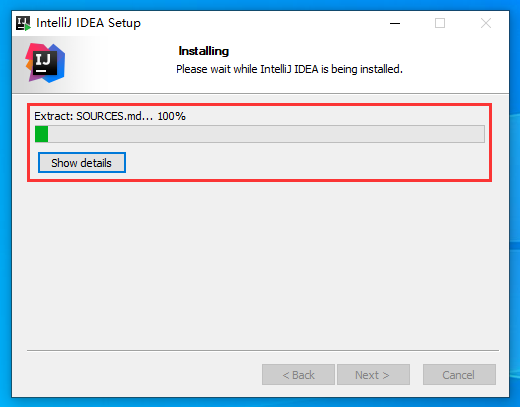 IntelliJ IDEA Setup
IJ
Installing
Please wait while IntelliJ IDEA is being installed.
Extract: SOURCES.md... 100%
Show details
< Back
Next >
Cancel